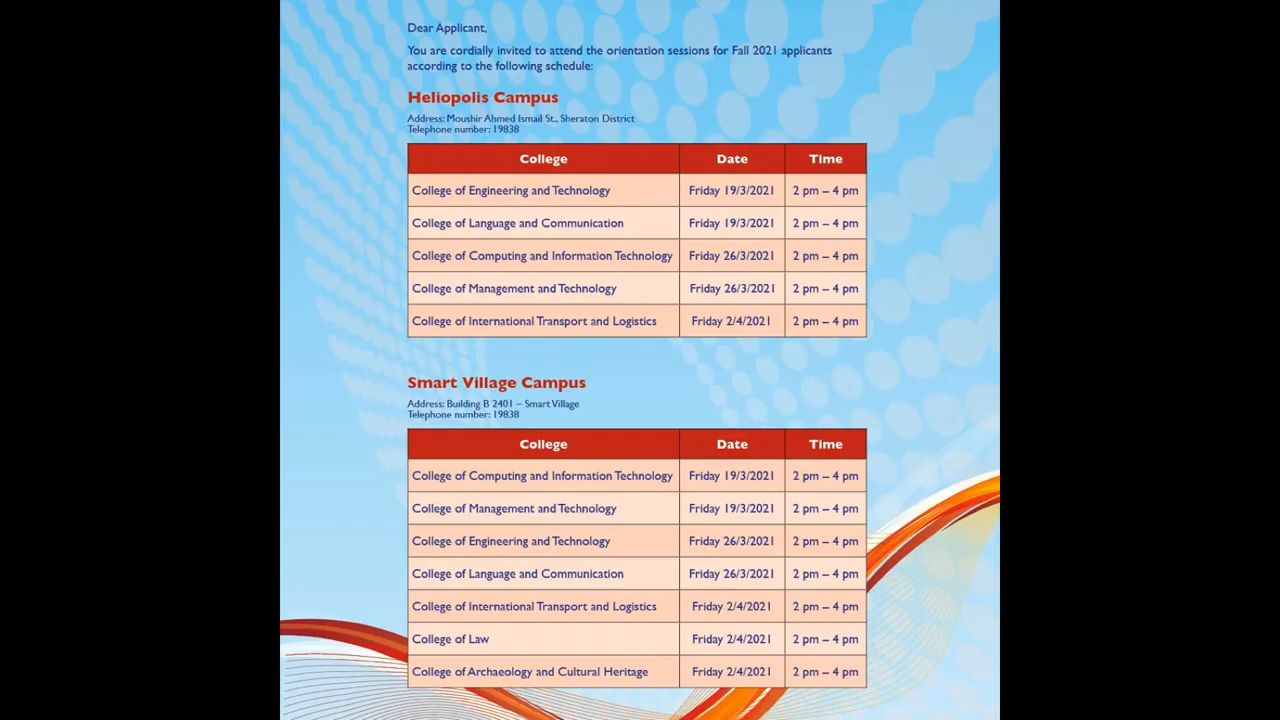 Dear Applicant,
You are cordially invited to attend the orientation sessions for Fall 2021 applicants
according to the following schedule:
Heliopolis Campus
Address: Moushir Ahmed Ismail St., Sheraton District
Telephone number: 19838
College Date Time
College of Engineering and Technology Friday 19/3/2021 2 pm – 4 pm
College of Language and Communication Friday 19/3/2021 2 pm – 4 pm
College of Computing and Information Technology Friday 26/3/2021 2 pm – 4 pm
College of Management and Technology Friday 26/3/2021 2 pm – 4 pm
College of International Transport and Logistics Friday 2/4/2021 2 pm – 4 pm
Smart Village Campus
Address: Building B 2401 – Smart Village
Telephone number: 19838
College Date Time
College of Computing and Information Technology Friday 19/3/2021 2 pm – 4 pm
College of Management and Technology Friday 19/3/2021 2 pm – 4 pm
College of Engineering and Technology Friday 26/3/2021 2 pm – 4 pm
College of Language and Communication Friday 26/3/2021 2 pm – 4 pm
College of International Transport and Logistics Friday 2/4/2021 2 pm – 4 pm
College of Law Friday 2/4/2021 2 pm – 4 pm
College of Archaeology and Cultural Heritage Friday 2/4/2021 2 pm – 4 pm